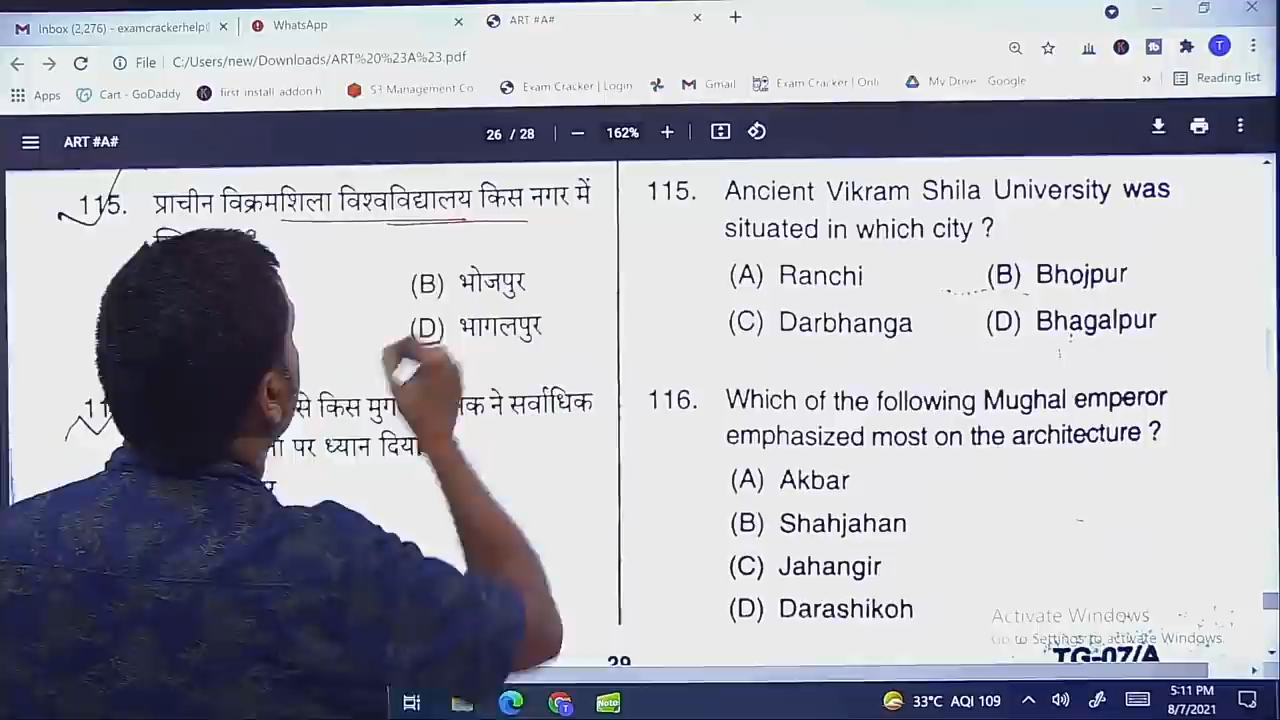 Inbox (2,276) - examcrackerhelp
WhatsApp
ART #A#
File
C:/Users/new/Downloads/ART%20%23A%23.pdf
Apps
Cart - GoDaddy
first install addon h
S3 Management Co
Exam Cracker | Login
Gmail
Exam Cracker | Onli
My Drive
Google
Reading list
ART #A#
26 / 28
162%
115. प्राचीन विक्रमशिला विश्वविद्यालय किस नगर में
(B) भोजपुर
(D) भागलपुर
से किस
ने सर्वाधिक
पर ध्यान दिया
115. Ancient Vikram Shila University was
situated in which city ?
(A) Ranchi (B) Bhojpur
(C) Darbhanga (D) Bhagalpur
116. Which of the following Mughal emperor
emphasized most on the architecture ?
(A) Akbar
(B) Shahjahan
(C) Jahangir
(D) Darashikoh
Activate Windows
Go to Settings to activate Windows.
TG-07/A
33°C AQI 109
5:11 PM
8/7/2021